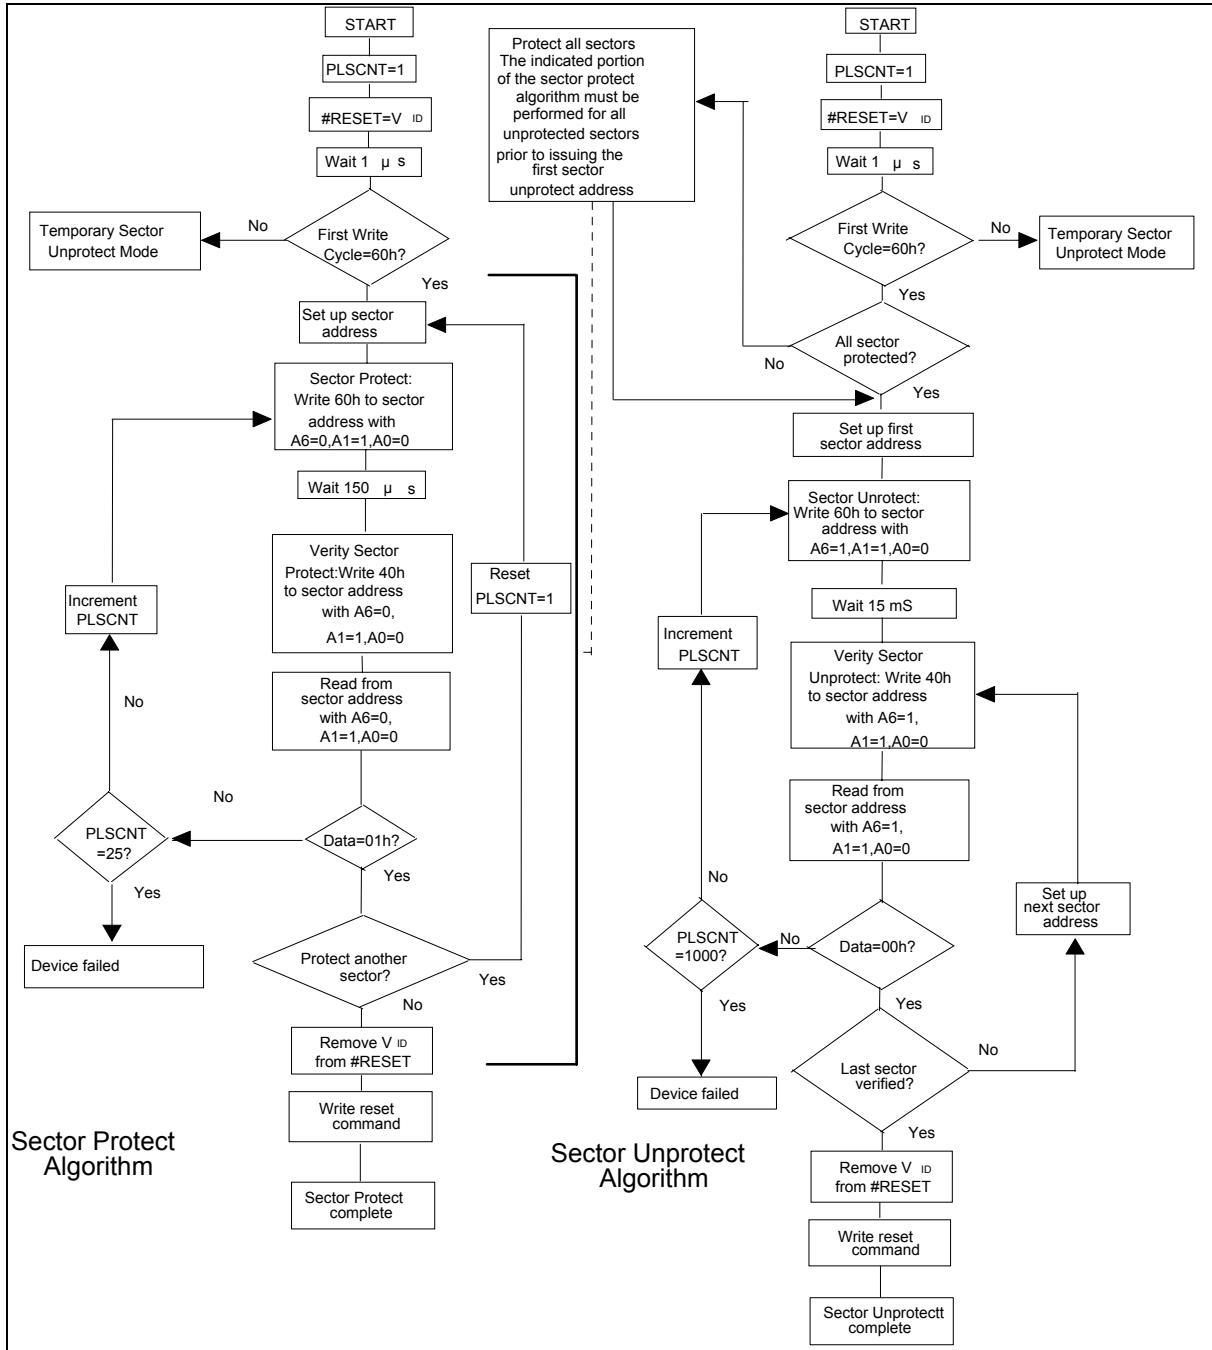 START
PLSCNT=1
#RESET=V ID
Wait 1 µ s
First Write
Cycle=60h?
No
Temporary Sector
Unprotect Mode
Yes
Set up sector
address
Sector Protect:
Write 60h to sector
address with
A6=0,A1=1,A0=0
Wait 150 µ s
Verity Sector
Protect:Write 40h
to sector address
with A6=0,
A1=1,A0=0
Reset
PLSCNT=1
Increment
PLSCNT
Read from
sector address
with A6=0,
A1=1,A0=0
No
No
PLSCNT
=25?
Data=01h?
Yes
Yes
Device failed
Protect another
sector?
Yes
No
Remove V ID
from #RESET
Write reset
command
Sector Protect
complete
Sector Protect
Algorithm
Protect all sectors
The indicated portion
of the sector protect
algorithm must be
performed for all
unprotected sectors
prior to issuing the
first sector
unprotect address
START
PLSCNT=1
#RESET=V ID
Wait 1 µ s
First Write
Cycle=60h?
No
Temporary Sector
Unprotect Mode
Yes
All sector
protected?
No
Yes
Set up first
sector address
Sector Unrotect:
Write 60h to sector
address with
A6=1,A1=1,A0=0
Wait 15 mS
Increment
PLSCNT
Verity Sector
Unprotect: Write 40h
to sector address
with A6=1,
A1=1,A0=0
Read from
sector address
with A6=1,
A1=1,A0=0
No
Set up
next sector
address
PLSCNT
=1000?
No
Data=00h?
Yes
Yes
Device failed
Last sector
verified?
No
Yes
Remove V ID
from #RESET
Write reset
command
Sector Unprotectt
complete
Sector Unprotect
Algorithm